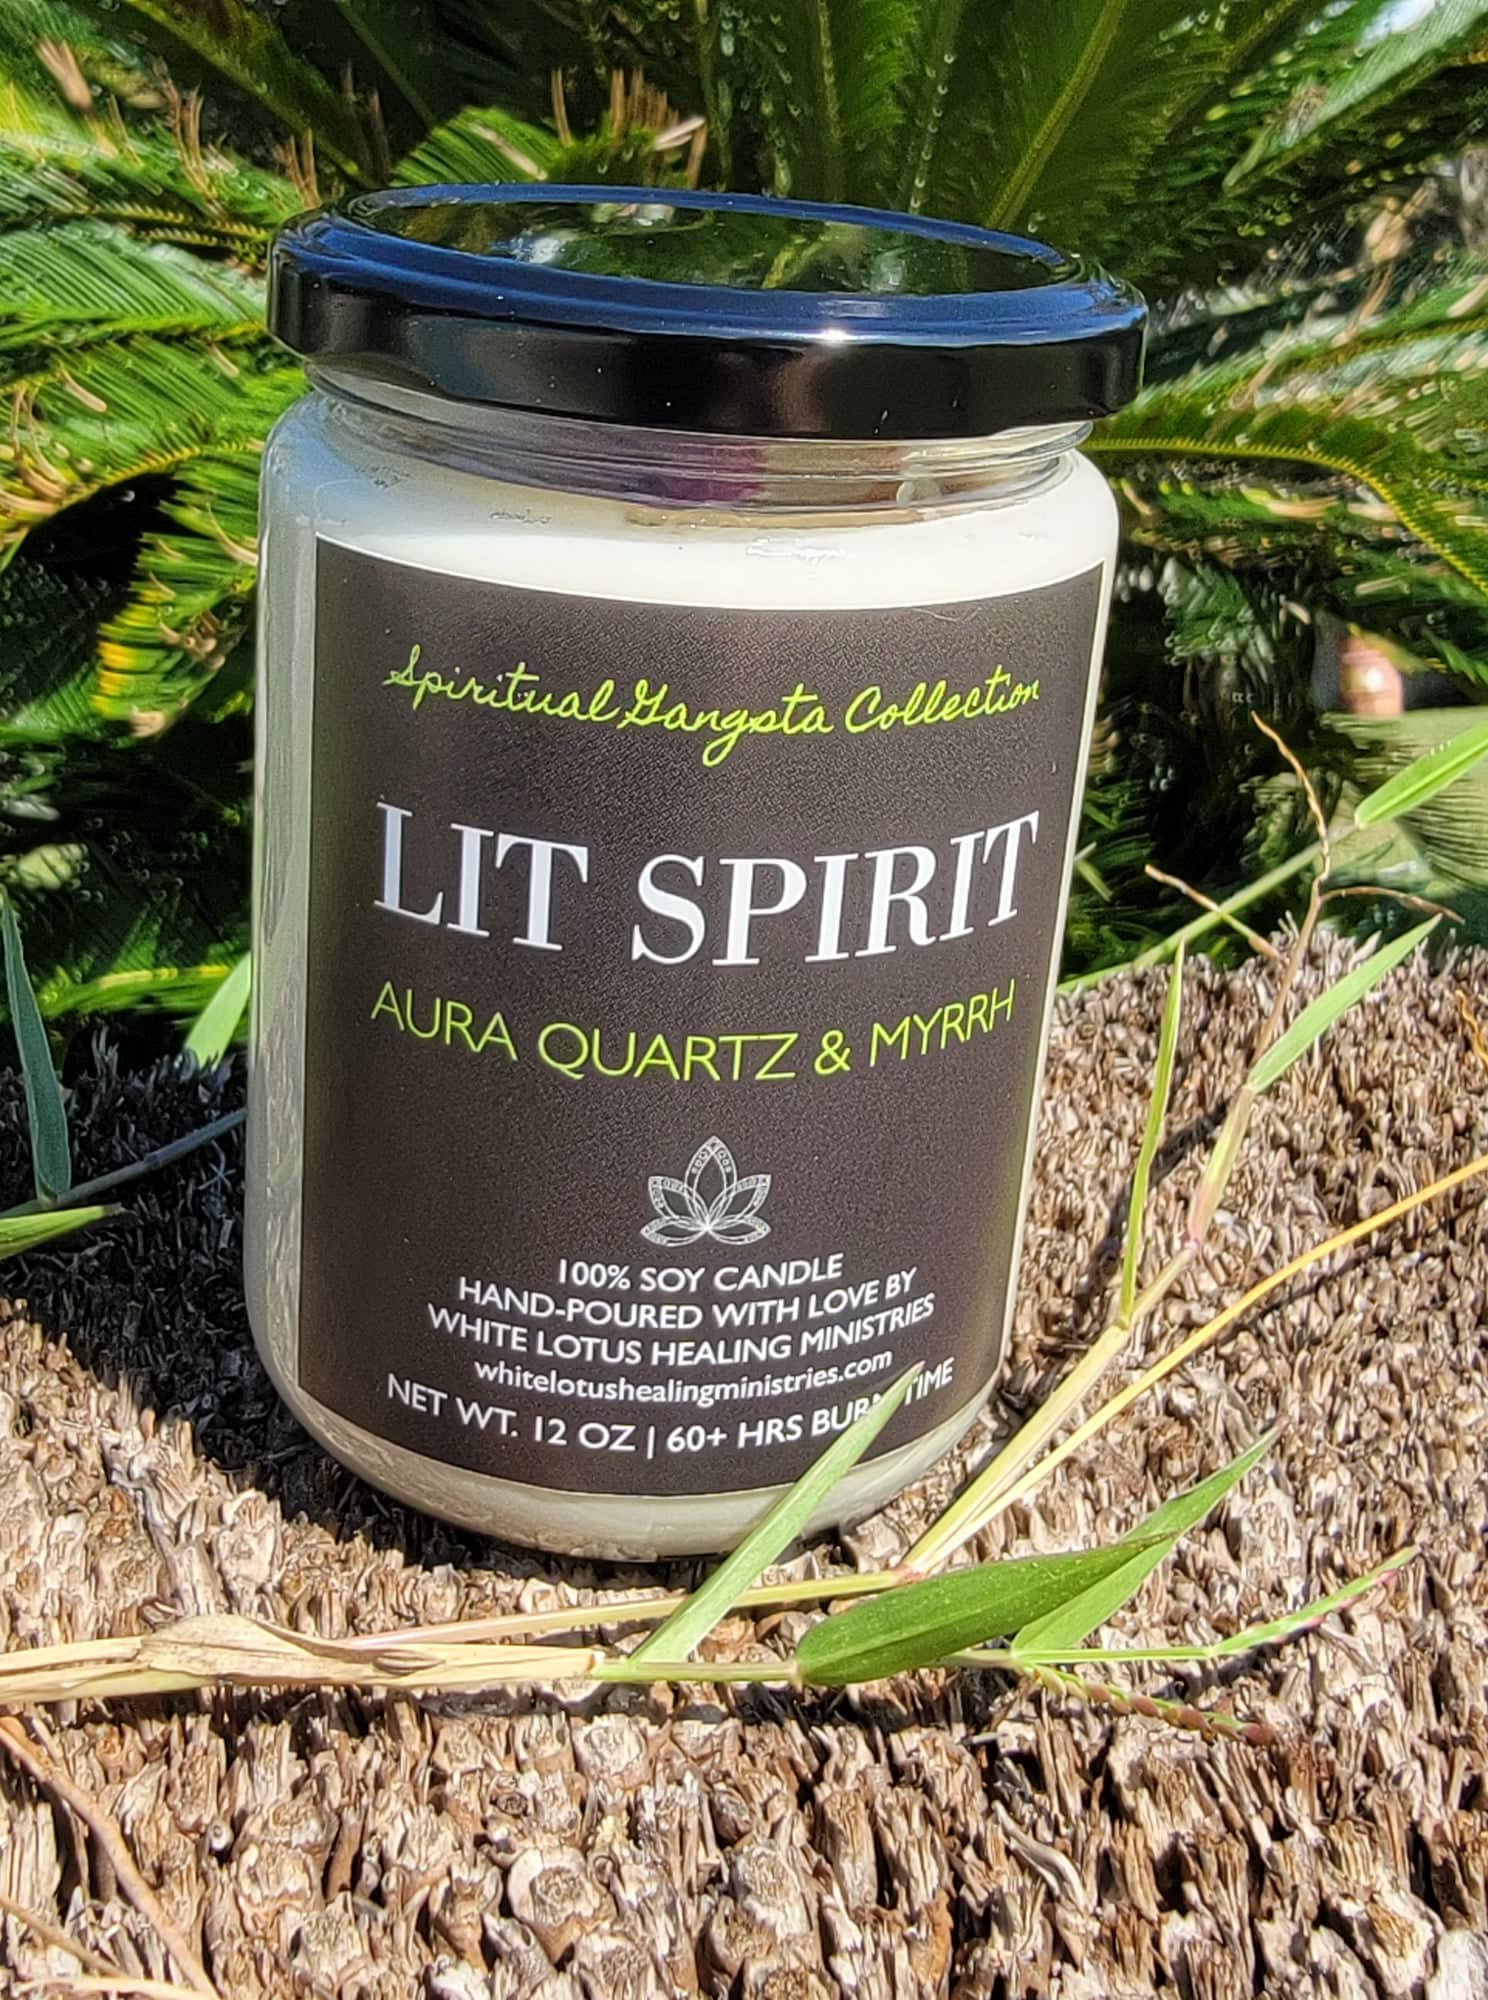 Spiritual Gangsta Collection
LIT SPIRIT
AURA QUARTZ & MYRRH
100% SOY CANDLE
HAND-POURED WITH LOVE BY
WHITE LOTUS HEALING MINISTRIES
whitelotushealingministries.com
NET WT. 12 OZ | 60+ HRS BURN TIME